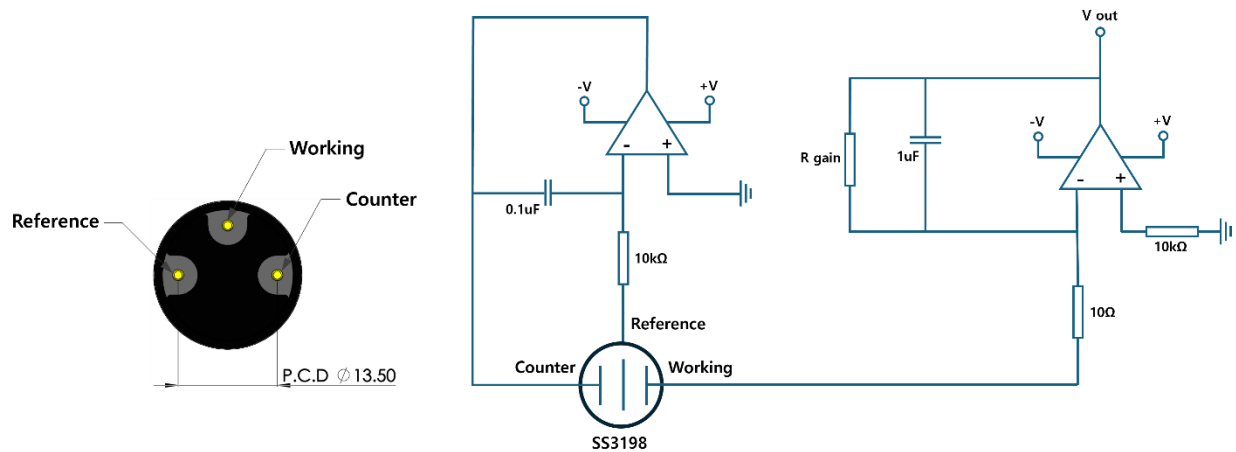 Working
Reference
Counter
P.C.D ∅13.50
-V
+V
-
+
0.1uF
10kΩ
Reference
Counter
Working
SS3198
V out
R gain
1uF
-V
+V
-
+
10kΩ
10Ω